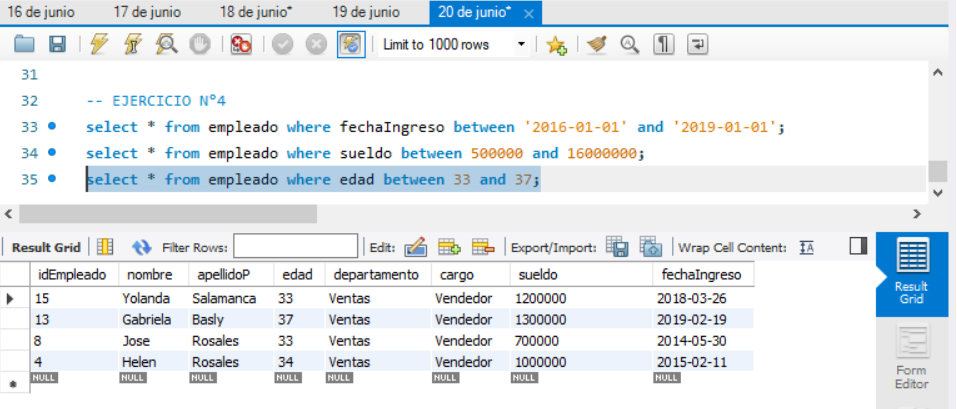 16 de junio 17 de junio 18 de junio* 19 de junio 20 de junio*
Limit to 1000 rows
31
32 -- EJERCICIO N°4
33 select * from empleado where fechaIngreso between '2016-01-01' and '2019-01-01';
34 select * from empleado where sueldo between 500000 and 16000000;
35 select * from empleado where edad between 33 and 37;
Result Grid Filter Rows: Edit: Export/Import: Wrap Cell Content:
idEmpleado nombre apellidoP edad departamento cargo sueldo fechaIngreso
15 Yolanda Salamanca 33 Ventas Vendedor 1200000 2018-03-26
13 Gabriela Basly 37 Ventas Vendedor 1300000 2019-02-19
8 Jose Rosales 33 Ventas Vendedor 700000 2014-05-30
4 Helen Rosales 34 Ventas Vendedor 1000000 2015-02-11
NULL NULL NULL NULL NULL NULL NULL NULL
Result
Grid
Form
Editor